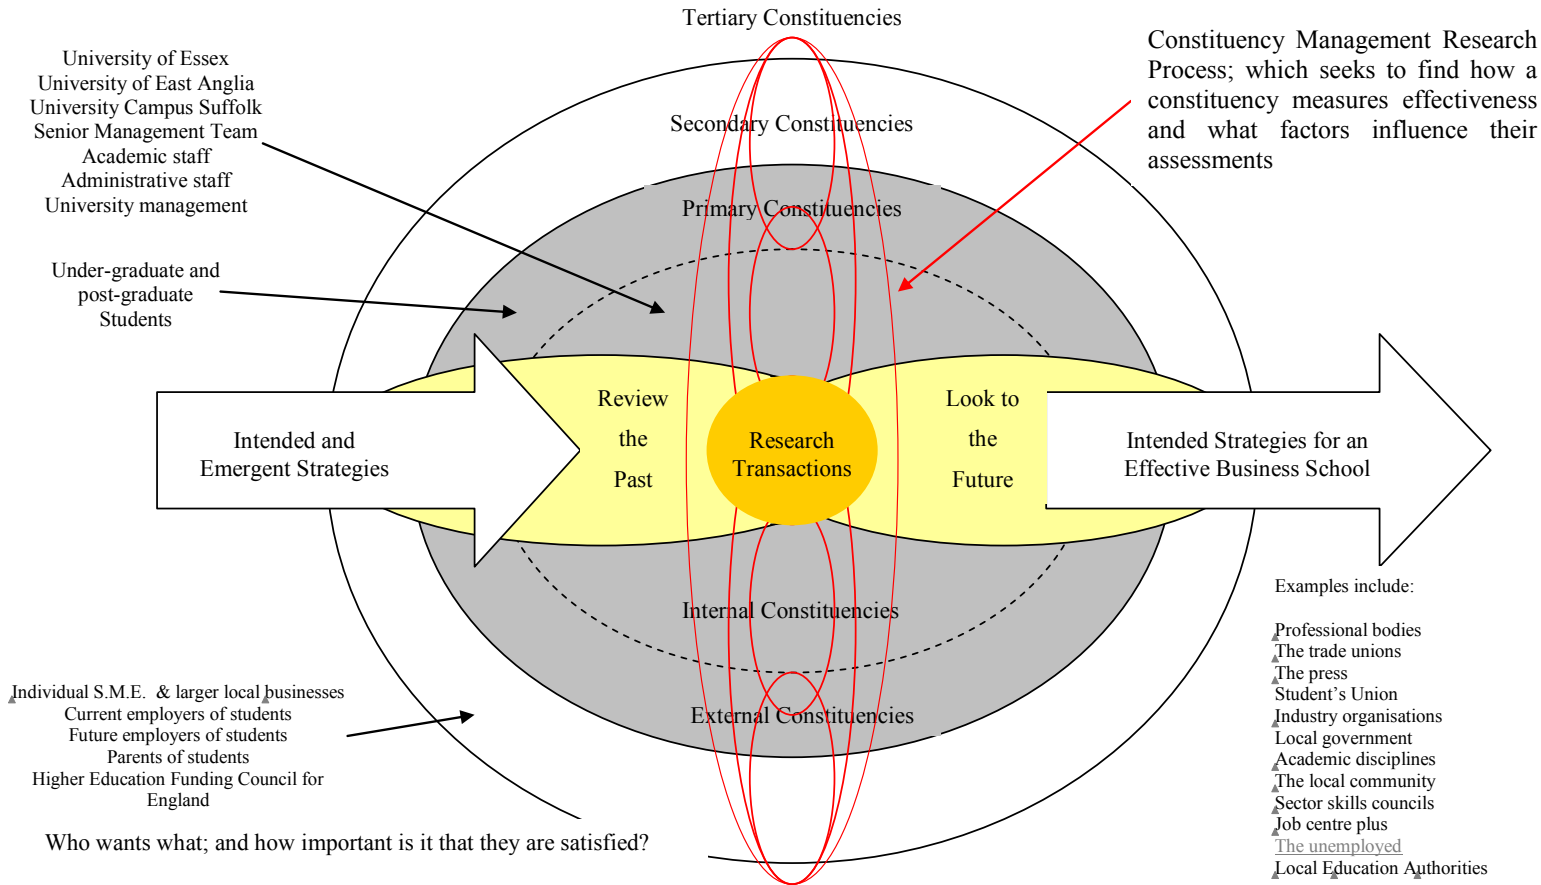 Tertiary Constituencies
University of Essex
University of East Anglia
University Campus Suffolk
Senior Management Team
Academic staff
Administrative staff
University management
Constituency Management Research
Process; which seeks to find how a
constituency measures effectiveness
and what factors influence their
assessments
Secondary Constituencies
Primary Constituencies
Under-graduate and
post-graduate
Students
Intended and
Emergent Strategies
Review
the
Past
Research
Transactions
Look to
the
Future
Intended Strategies for an
Effective Business School
Internal Constituencies
External Constituencies
Individual S.M.E.  & larger local businesses
Current employers of students
Future employers of students
Parents of students
Higher Education Funding Council for
England
Who wants what; and how important is it that they are satisfied?
Examples include:
Professional bodies
The trade unions
The press
Student’s Union
Industry organisations
Local government
Academic disciplines
The local community
Sector skills councils
Job centre plus
The unemployed
Local Education Authorities